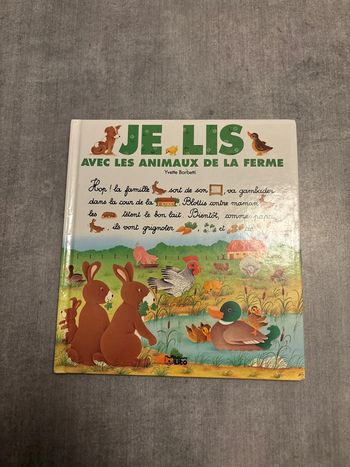 JE LIS
AVEC LES ANIMAUX DE LA FERME
Yvette Barbetti
Hop! la famille sort de son , va gambader
dans la cour de la . Blottis contre maman
les tètent le bon lait. Bientôt, comme papa
, ils vont grignoter , et